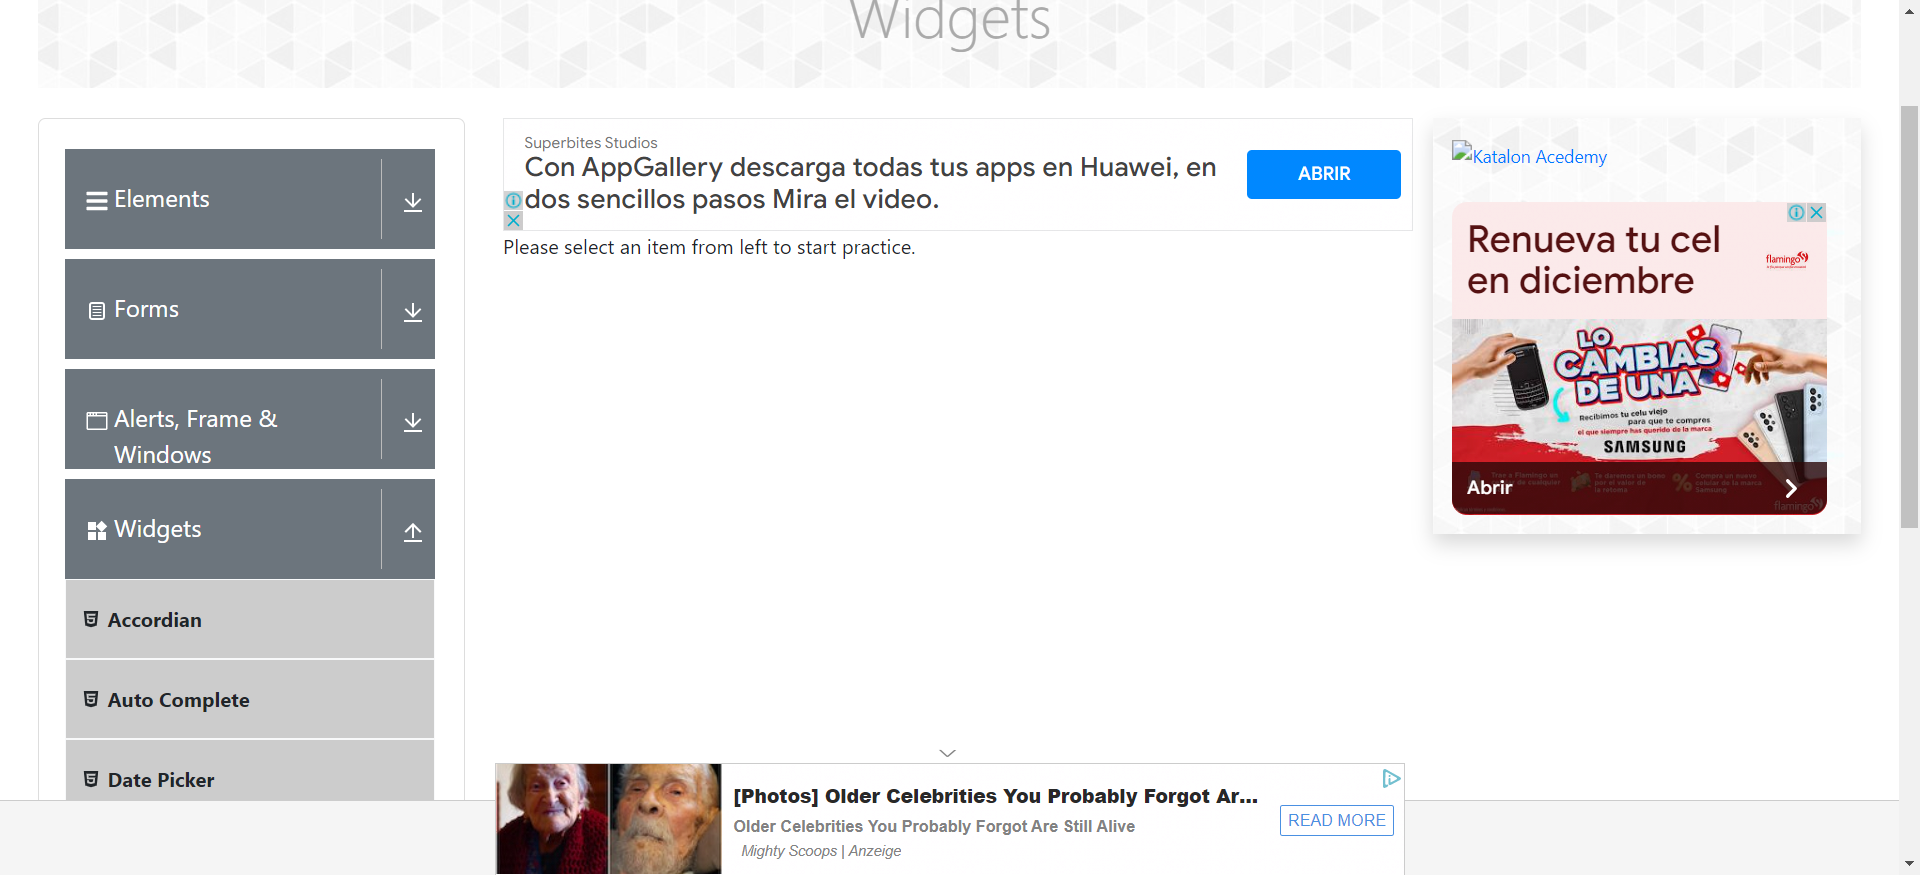 Widgets
Elements
Forms
Alerts, Frame &
Windows
Widgets
Accordian
Auto Complete
Date Picker
Superbites Studios
Con AppGallery descarga todas tus apps en Huawei, en
dos sencillos pasos Mira el video.
ABRIR
Please select an item from left to start practice.
Katalon Acedemy
Renueva tu cel
en diciembre
flamingo
LO
CAMBIAS
DE UNA
Recibimos tu celu viejo
para que te compres
el que siempre has querido de la marca
SAMSUNG
Abrir
flamingo
[Photos] Older Celebrities You Probably Forgot Ar...
Older Celebrities You Probably Forgot Are Still Alive
Mighty Scoops | Anzeige
READ MORE